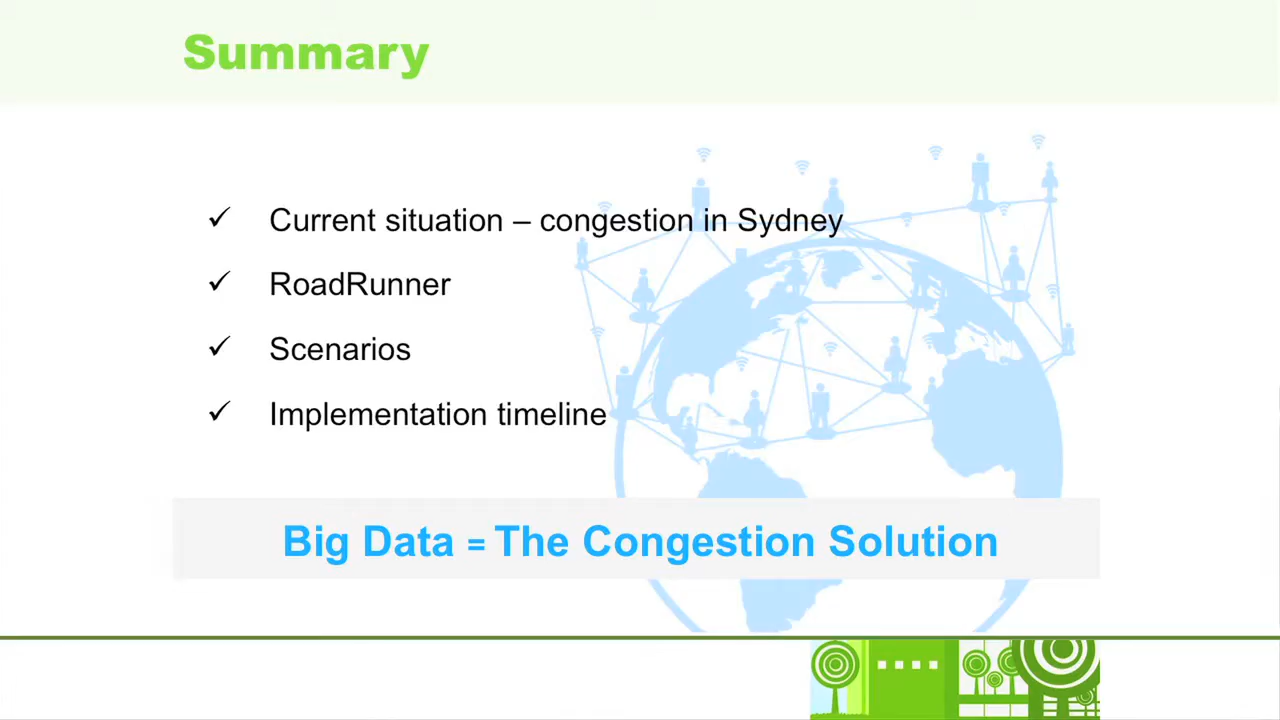 Summary
✓ Current situation – congestion in Sydney
✓ RoadRunner
✓ Scenarios
✓ Implementation timeline
Big Data = The Congestion Solution